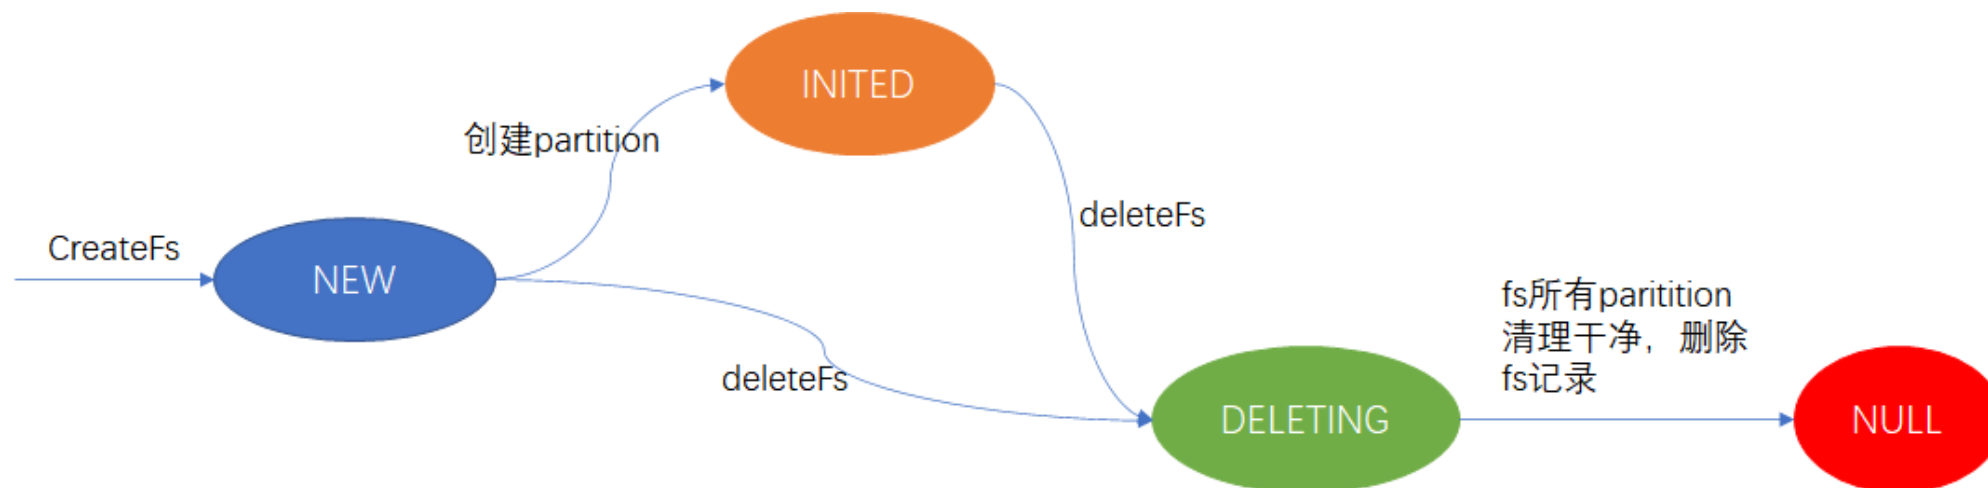 INITED
创建partition
deleteFs
CreateFs
NEW
deleteFs
fs所有paritition
清理干净，删除
fs记录
DELETING
NULL